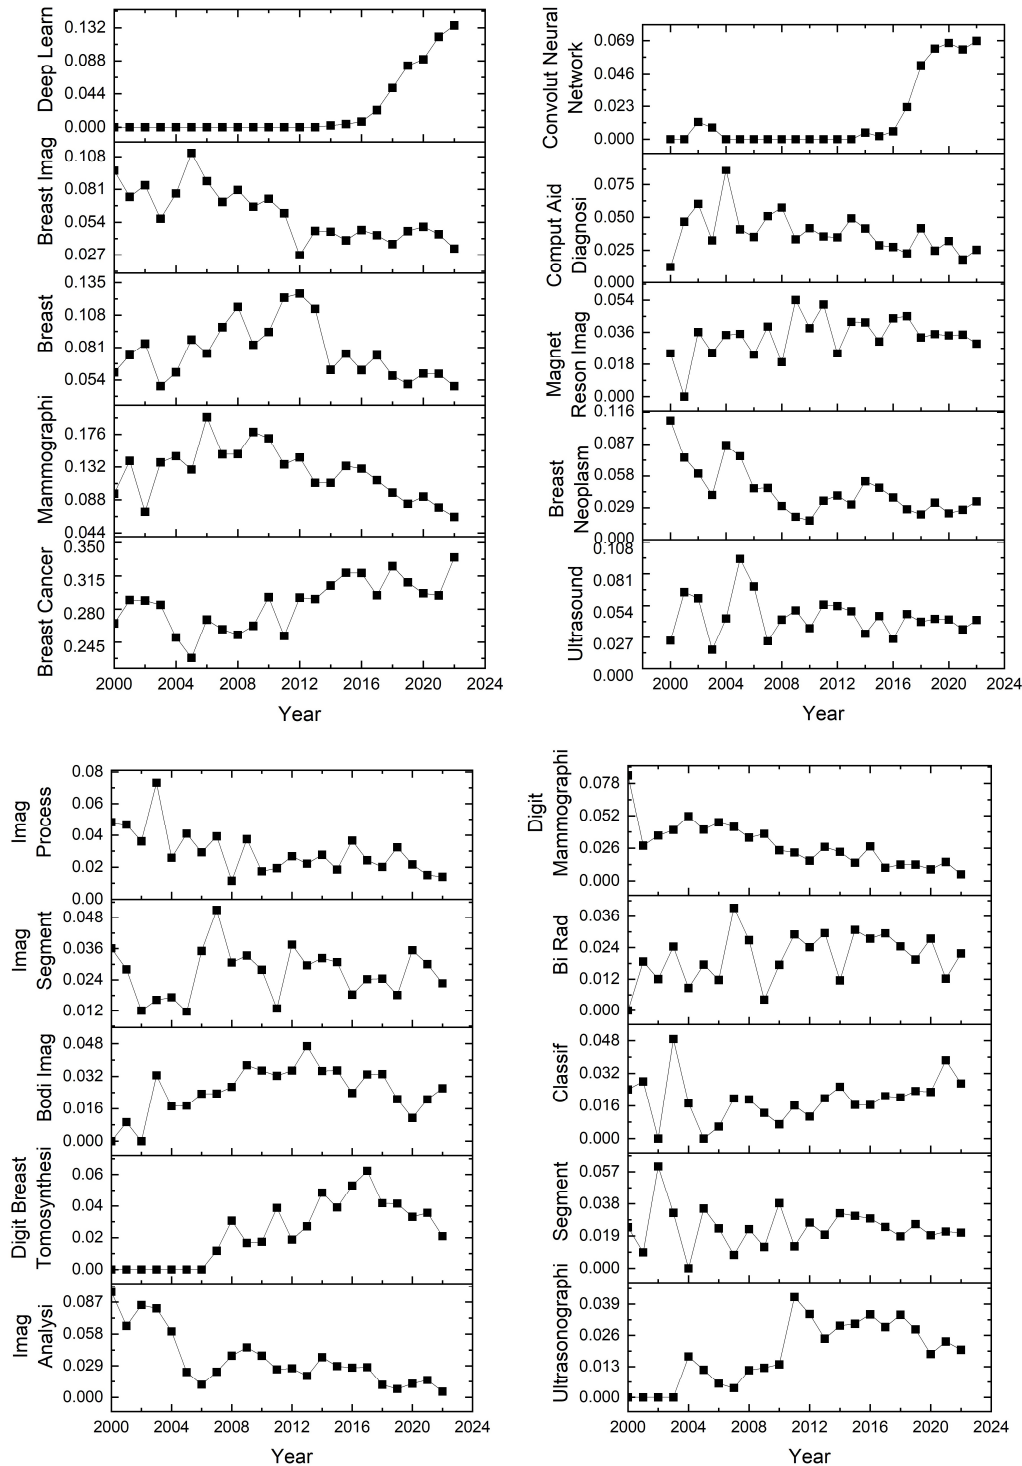 Deep Learn
0.132
0.088
0.044
0.000
Breast Imag
0.108
0.081
0.054
0.027
Breast
0.135
0.108
0.081
0.054
Mammographi
0.176
0.132
0.088
0.044
Breast Cancer
0.350
0.315
0.280
0.245
2000 2004 2008 2012 2016 2020 2024
Year
Convolut Neural
Network
0.069
0.046
0.023
0.000
Comput Aid
Diagnosi
0.075
0.050
0.025
0.000
Magnet
Reson Imag
0.054
0.036
0.018
0.000
Breast
Neoplasm
0.116
0.087
0.058
0.029
0.000
Ultrasound
0.108
0.081
0.054
0.027
0.000
2000 2004 2008 2012 2016 2020 2024
Year
Imag
Process
0.08
0.06
0.04
0.02
0.00
Imag
Segment
0.048
0.036
0.024
0.012
Bodi Imag
0.048
0.032
0.016
0.000
Digit Breast
Tomosynthesi
0.06
0.04
0.02
0.00
Imag
Analysi
0.087
0.058
0.029
0.000
2000 2004 2008 2012 2016 2020 2024
Year
Digit
Mammographi
0.078
0.052
0.026
0.000
Bi Rad
0.036
0.024
0.012
0.000
Classif
0.048
0.032
0.016
0.000
Segment
0.057
0.038
0.019
0.000
Ultrasonographi
0.039
0.026
0.013
0.000
2000 2004 2008 2012 2016 2020 2024
Year